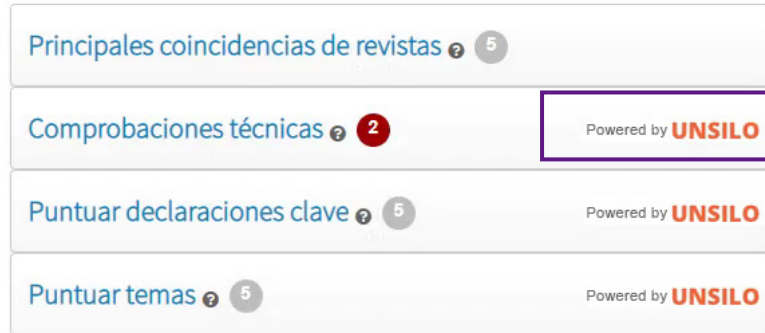 Principales coincidencias de revistas ? 5
Comprobaciones técnicas ? 2 Powered by UNSILO
Puntuar declaraciones clave ? 5 Powered by UNSILO
Puntuar temas ? 5 Powered by UNSILO